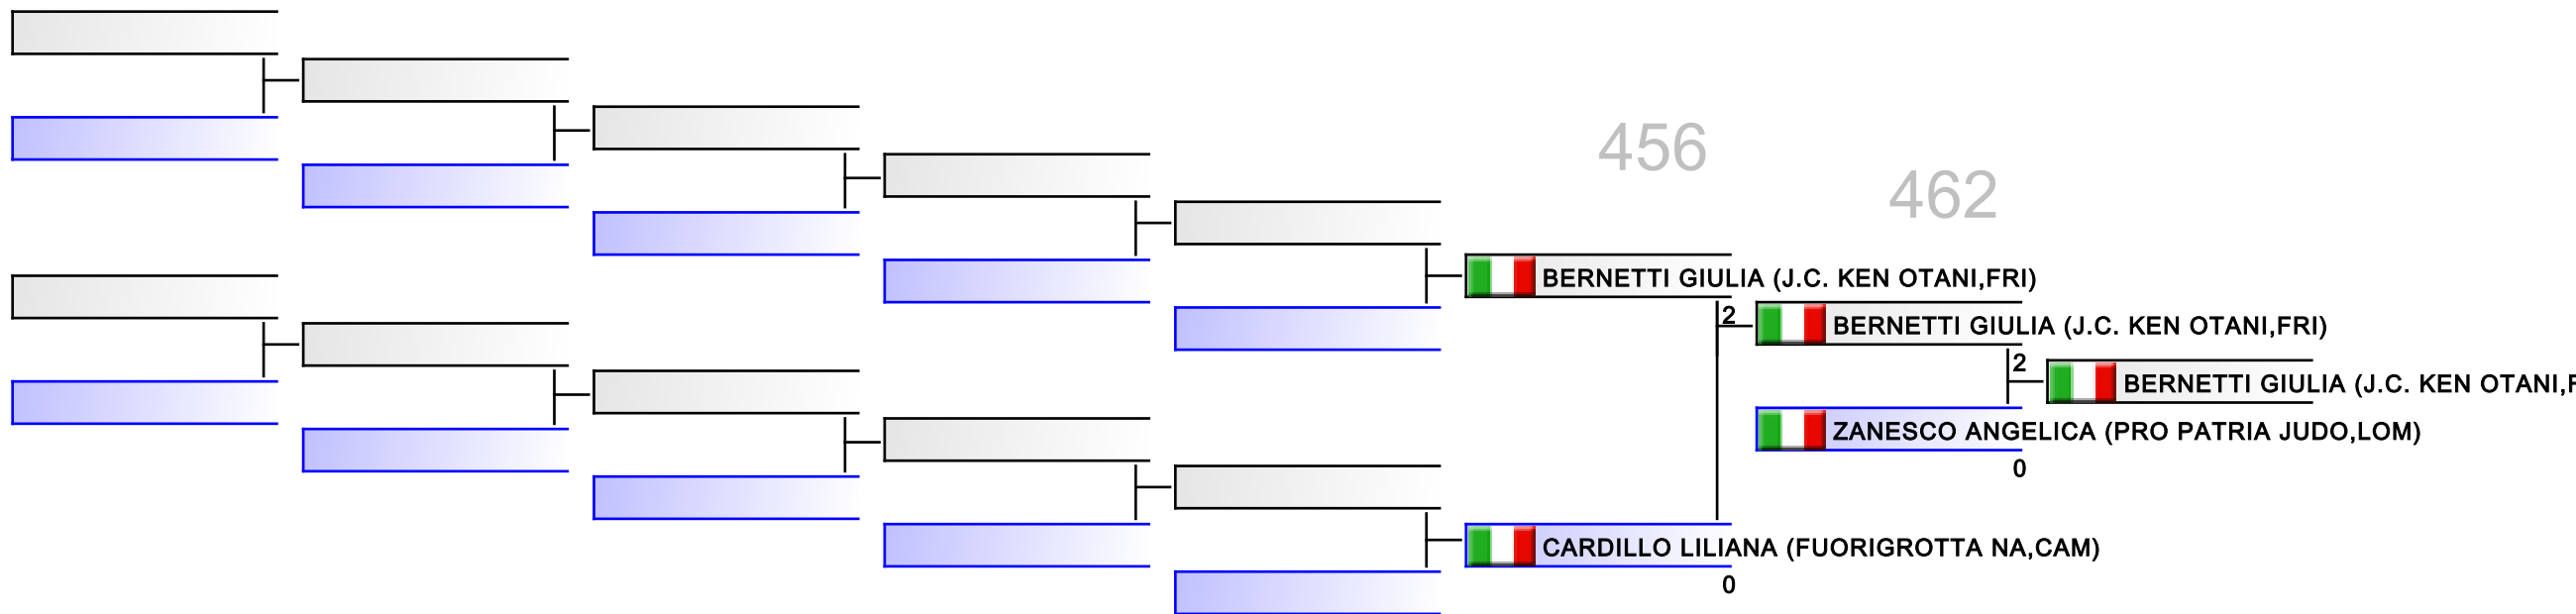 456
462
BERNETTI GIULIA (J.C. KEN OTANI,FRI)
2
BERNETTI GIULIA (J.C. KEN OTANI,FRI)
2
BERNETTI GIULIA (J.C. KEN OTANI,F
ZANESCO ANGELICA (PRO PATRIA JUDO,LOM)
0
CARDILLO LILIANA (FUORIGROTTA NA,CAM)
0